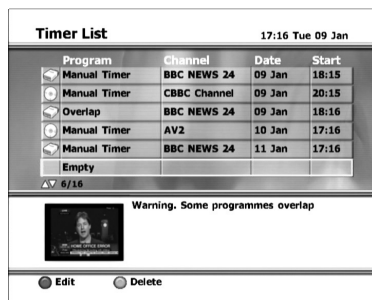 Timer List 17:16 Tue 09 Jan
Program Channel Date Start
Manual Timer BBC NEWS 24 09 Jan 18:15
Manual Timer CBBC Channel 09 Jan 20:15
Overlap BBC NEWS 24 09 Jan 18:16
Manual Timer AV2 10 Jan 17:16
Manual Timer BBC NEWS 24 11 Jan 17:16
Empty
6/16
Warning. Some programmes overlap
HOME OFFICE ERROR
Edit Delete